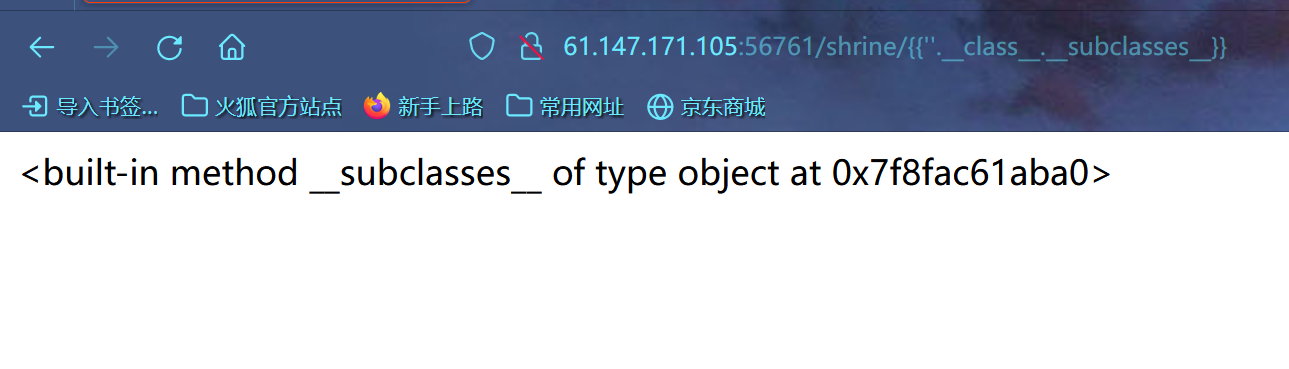 61.147.171.105:56761/shrine/{{''.__class__.__subclasses__}}
导入书签... 火狐官方站点 新手上路 常用网址 京东商城
<built-in method __subclasses__ of type object at 0x7f8fac61aba0>